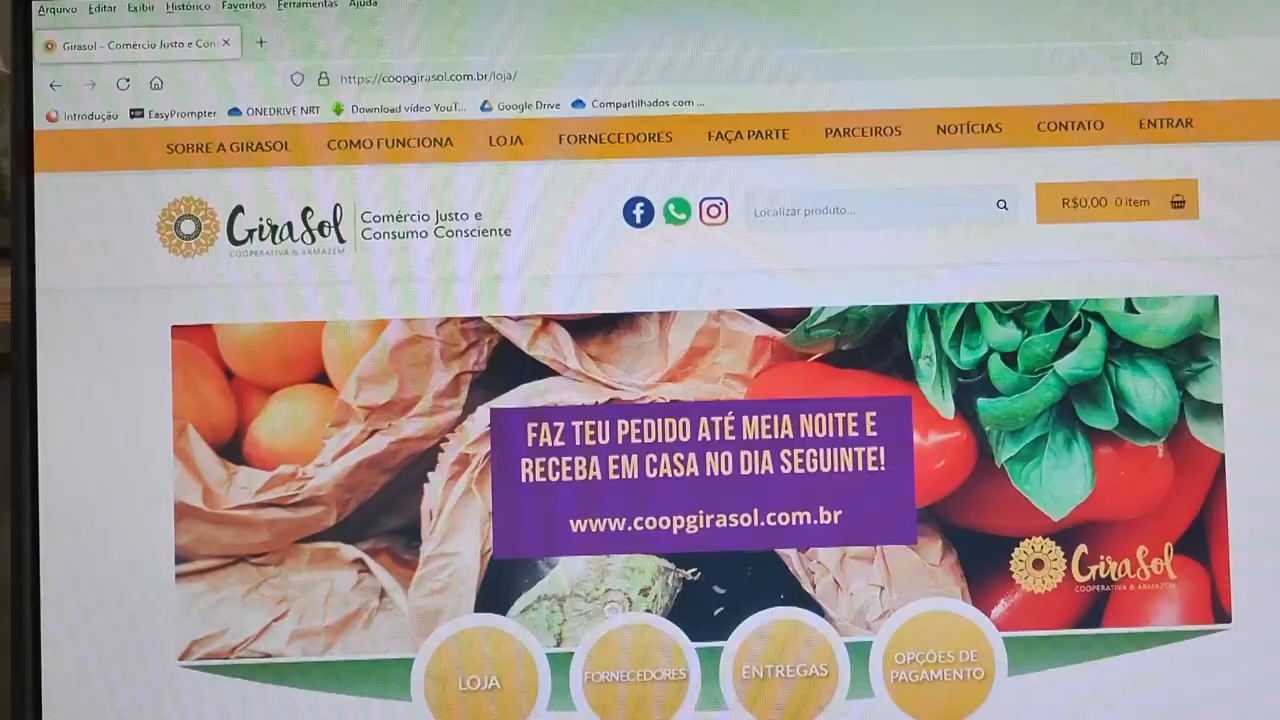 Arquivo Editar Exibir Histórico Favoritos Ferramentas Ajuda
Girasol – Comércio Justo e Con
https://coopgirasol.com.br/loja/
Introdução EasyPrompter ONEDRIVE NRT Download vídeo YouT... Google Drive Compartilhados com ...
SOBRE A GIRASOL COMO FUNCIONA LOJA FORNECEDORES FAÇA PARTE PARCEIROS NOTÍCIAS CONTATO ENTRAR
GiraSol
COOPERATIVA & ARMAZÉM
Comércio Justo e
Consumo Consciente
Localizar produto...
R$0,00 0 item
FAZ TEU PEDIDO ATÉ MEIA NOITE E
RECEBA EM CASA NO DIA SEGUINTE!
www.coopgirasol.com.br
GiraSol
COOPERATIVA & ARMAZÉM
LOJA
FORNECEDORES
ENTREGAS
OPÇÕES DE
PAGAMENTO